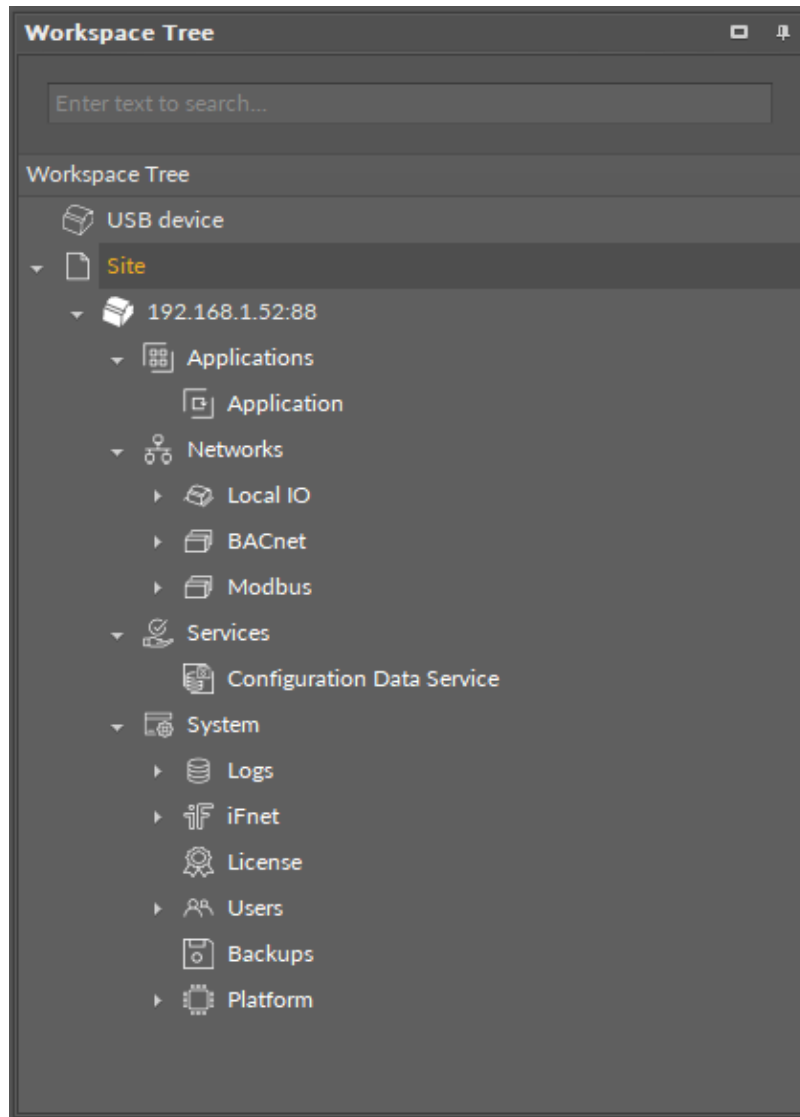 Workspace Tree
Enter text to search...
Workspace Tree
USB device
Site
192.168.1.52:88
Applications
Application
Networks
Local IO
BACnet
Modbus
Services
Configuration Data Service
System
Logs
iFnet
License
Users
Backups
Platform